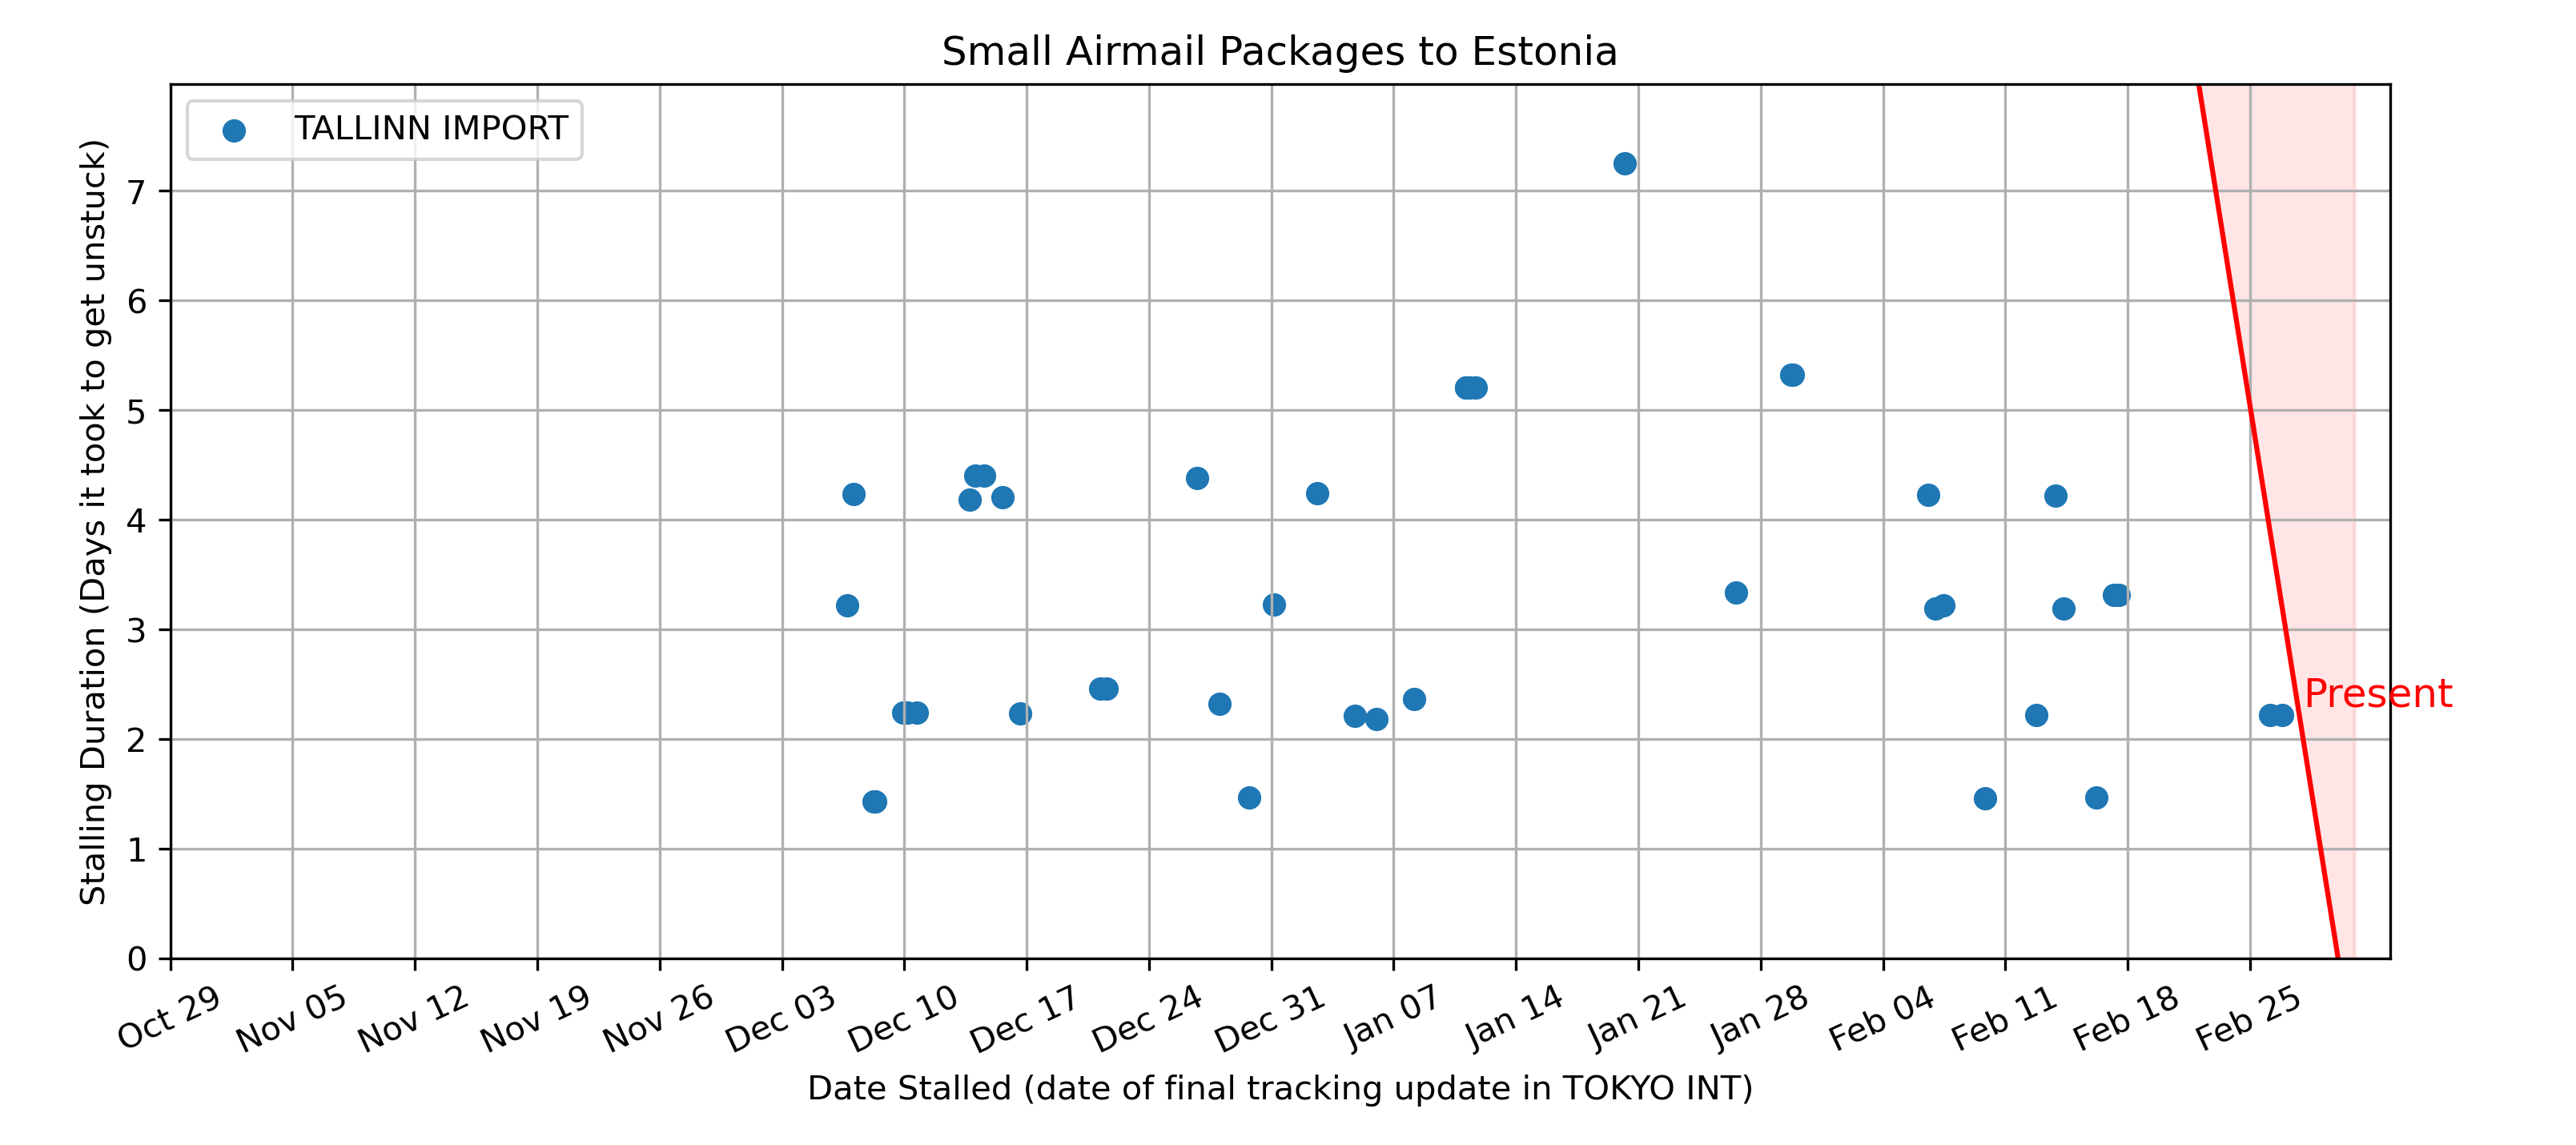 Small Airmail Packages to Estonia
TALLINN IMPORT
Stalling Duration (Days it took to get unstuck)
7
6
5
4
3
2
1
0
Present
Oct 29
Nov 05
Nov 12
Nov 19
Nov 26
Dec 03
Dec 10
Dec 17
Dec 24
Dec 31
Jan 07
Jan 14
Jan 21
Jan 28
Feb 04
Feb 11
Feb 18
Feb 25
Date Stalled (date of final tracking update in TOKYO INT)